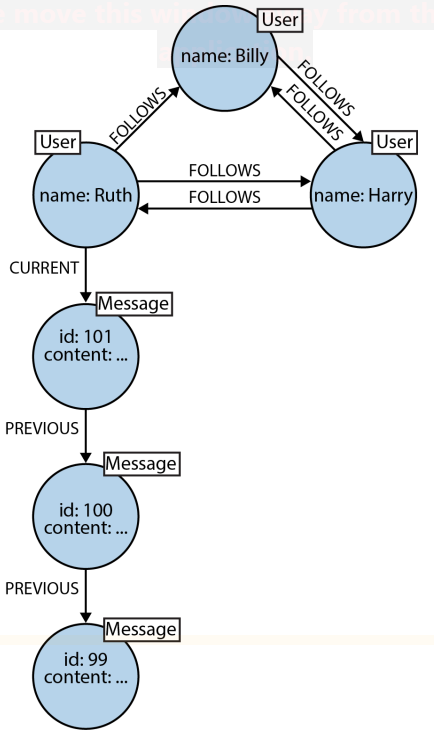 User
name: Billy
FOLLOWS
FOLLOWS
FOLLOWS
User
User
name: Ruth
FOLLOWS
FOLLOWS
name: Harry
CURRENT
Message
id: 101
content: ...
PREVIOUS
Message
id: 100
content: ...
PREVIOUS
Message
id: 99
content: ...